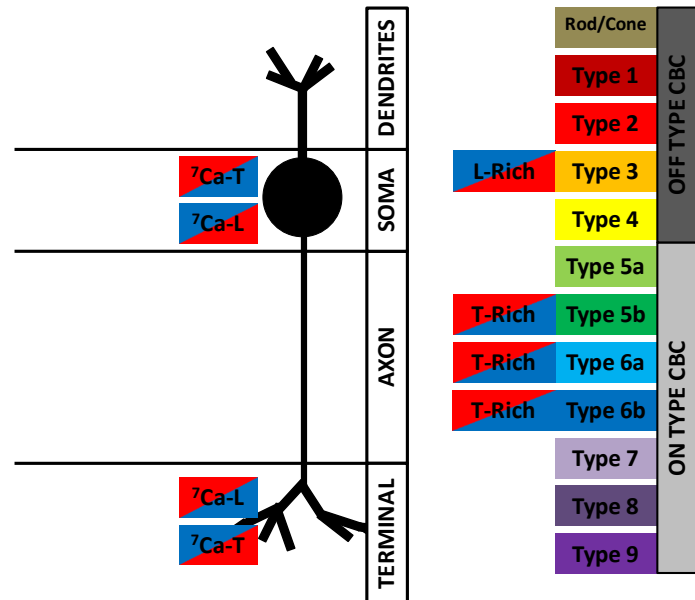 DENDRITES
SOMA
AXON
TERMINAL
⁷Ca-T
⁷Ca-L
⁷Ca-L
⁷Ca-T
Rod/Cone
Type 1
Type 2
L-Rich Type 3
Type 4
Type 5a
T-Rich Type 5b
T-Rich Type 6a
T-Rich Type 6b
Type 7
Type 8
Type 9
OFF TYPE CBC
ON TYPE CBC